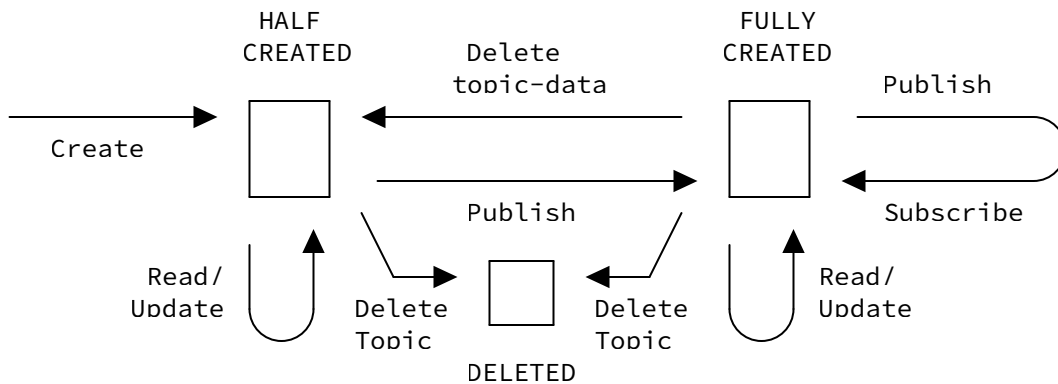 HALF
CREATED
FULLY
CREATED
Delete
topic-data
Publish
Create
Publish
Subscribe
Read/
Update
Delete
Topic
Delete
Topic
Read/
Update
DELETED